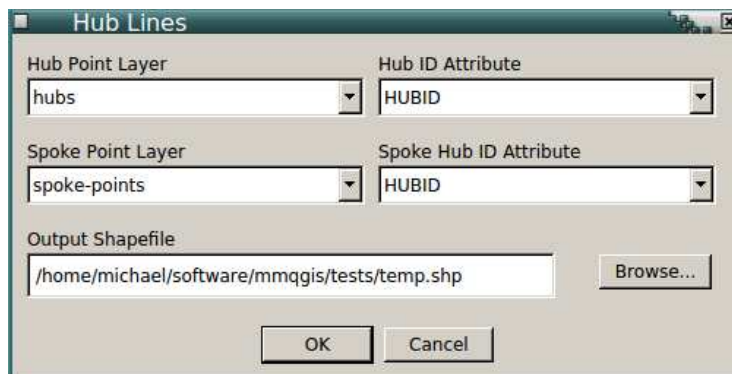 Hub Lines
Hub Point Layer
Hub ID Attribute
hubs
HUBID
Spoke Point Layer
Spoke Hub ID Attribute
spoke-points
HUBID
Output Shapefile
/home/michael/software/mmqgis/tests/temp.shp
Browse...
OK
Cancel